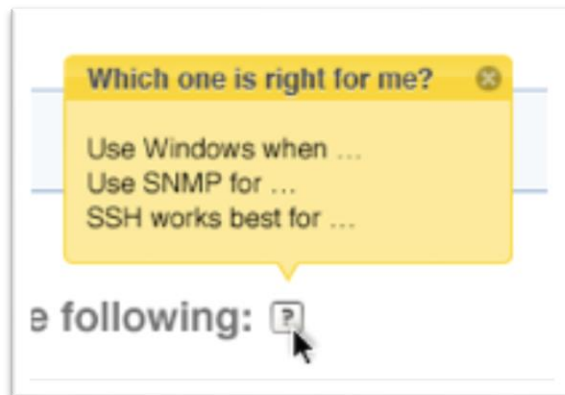 Which one is right for me?
Use Windows when ...
Use SNMP for ...
SSH works best for ...
e following: ?